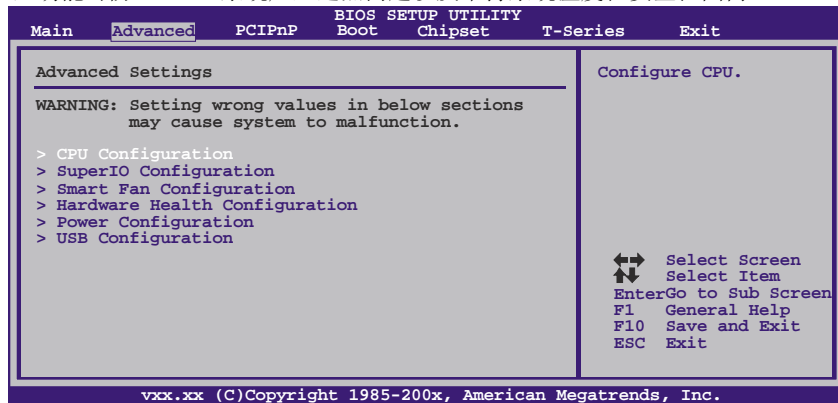 BIOS SETUP UTILITY
Main Advanced PCIPnP Boot Chipset T-Series Exit
Advanced Settings
WARNING: Setting wrong values in below sections
may cause system to malfunction.
> CPU Configuration
> SuperIO Configuration
> Smart Fan Configuration
> Hardware Health Configuration
> Power Configuration
> USB Configuration
Configure CPU.
Select Screen
Select Item
EnterGo to Sub Screen
F1 General Help
F10 Save and Exit
ESC Exit
vxx.xx (C)Copyright 1985-200x, American Megatrends, Inc.